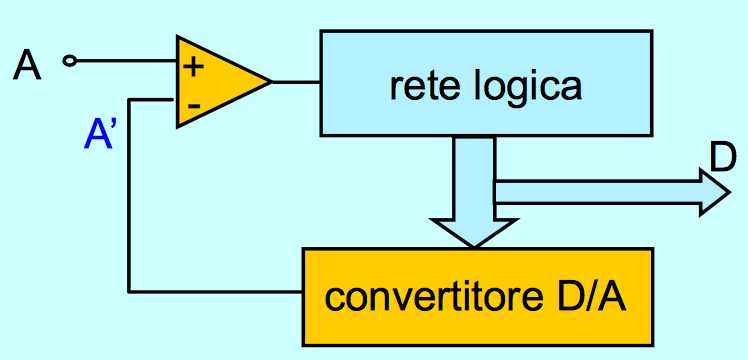 A
+
-
A’
rete logica
D
convertitore D/A